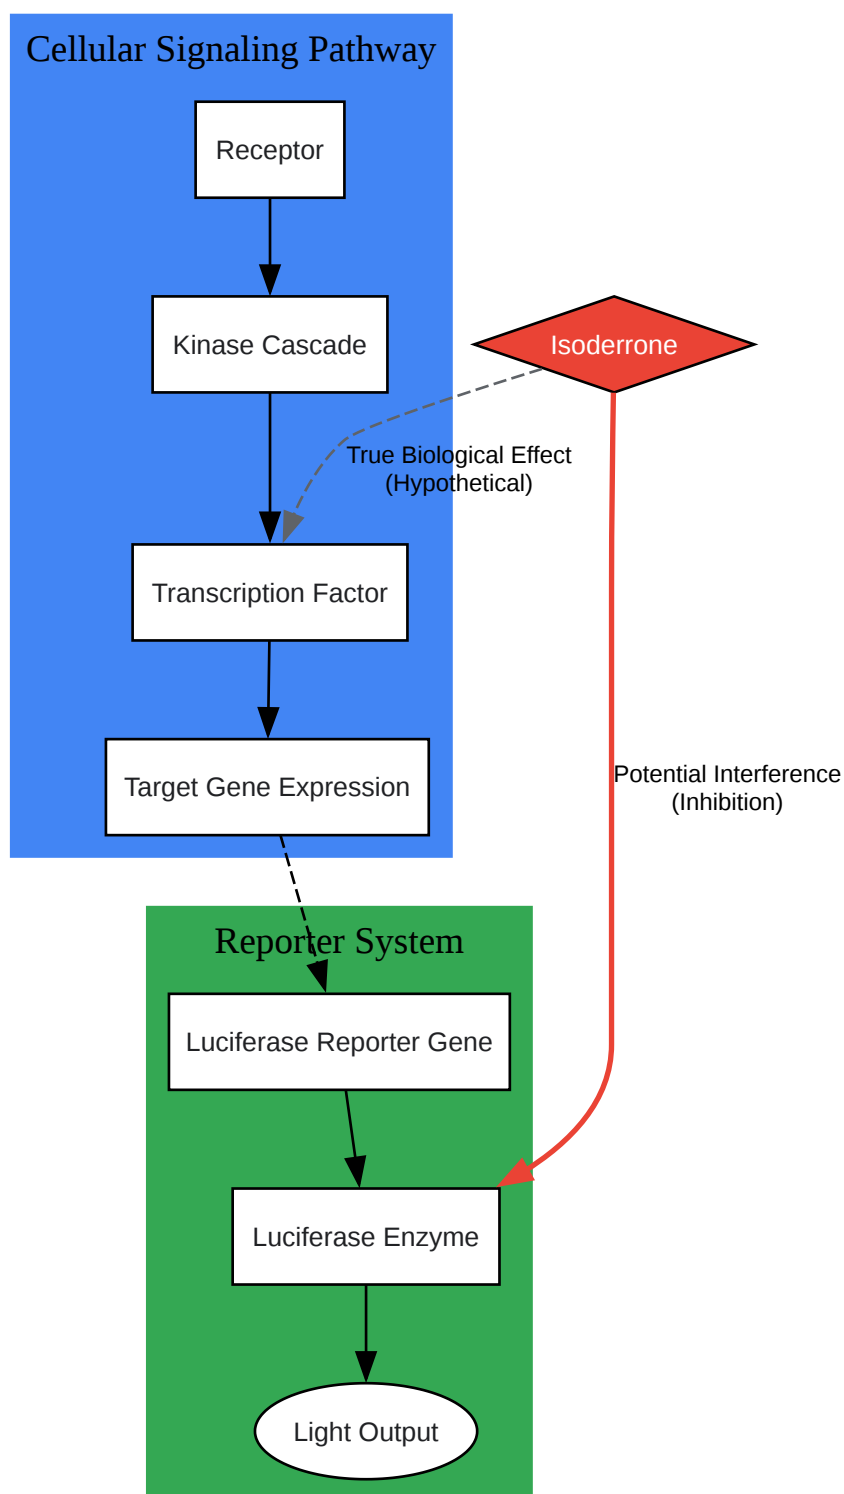 Cellular Signaling Pathway
Receptor
Kinase Cascade
Isoderrone
True Biological Effect
(Hypothetical)
Transcription Factor
Target Gene Expression
Potential Interference
(Inhibition)
Reporter System
Luciferase Reporter Gene
Luciferase Enzyme
Light Output